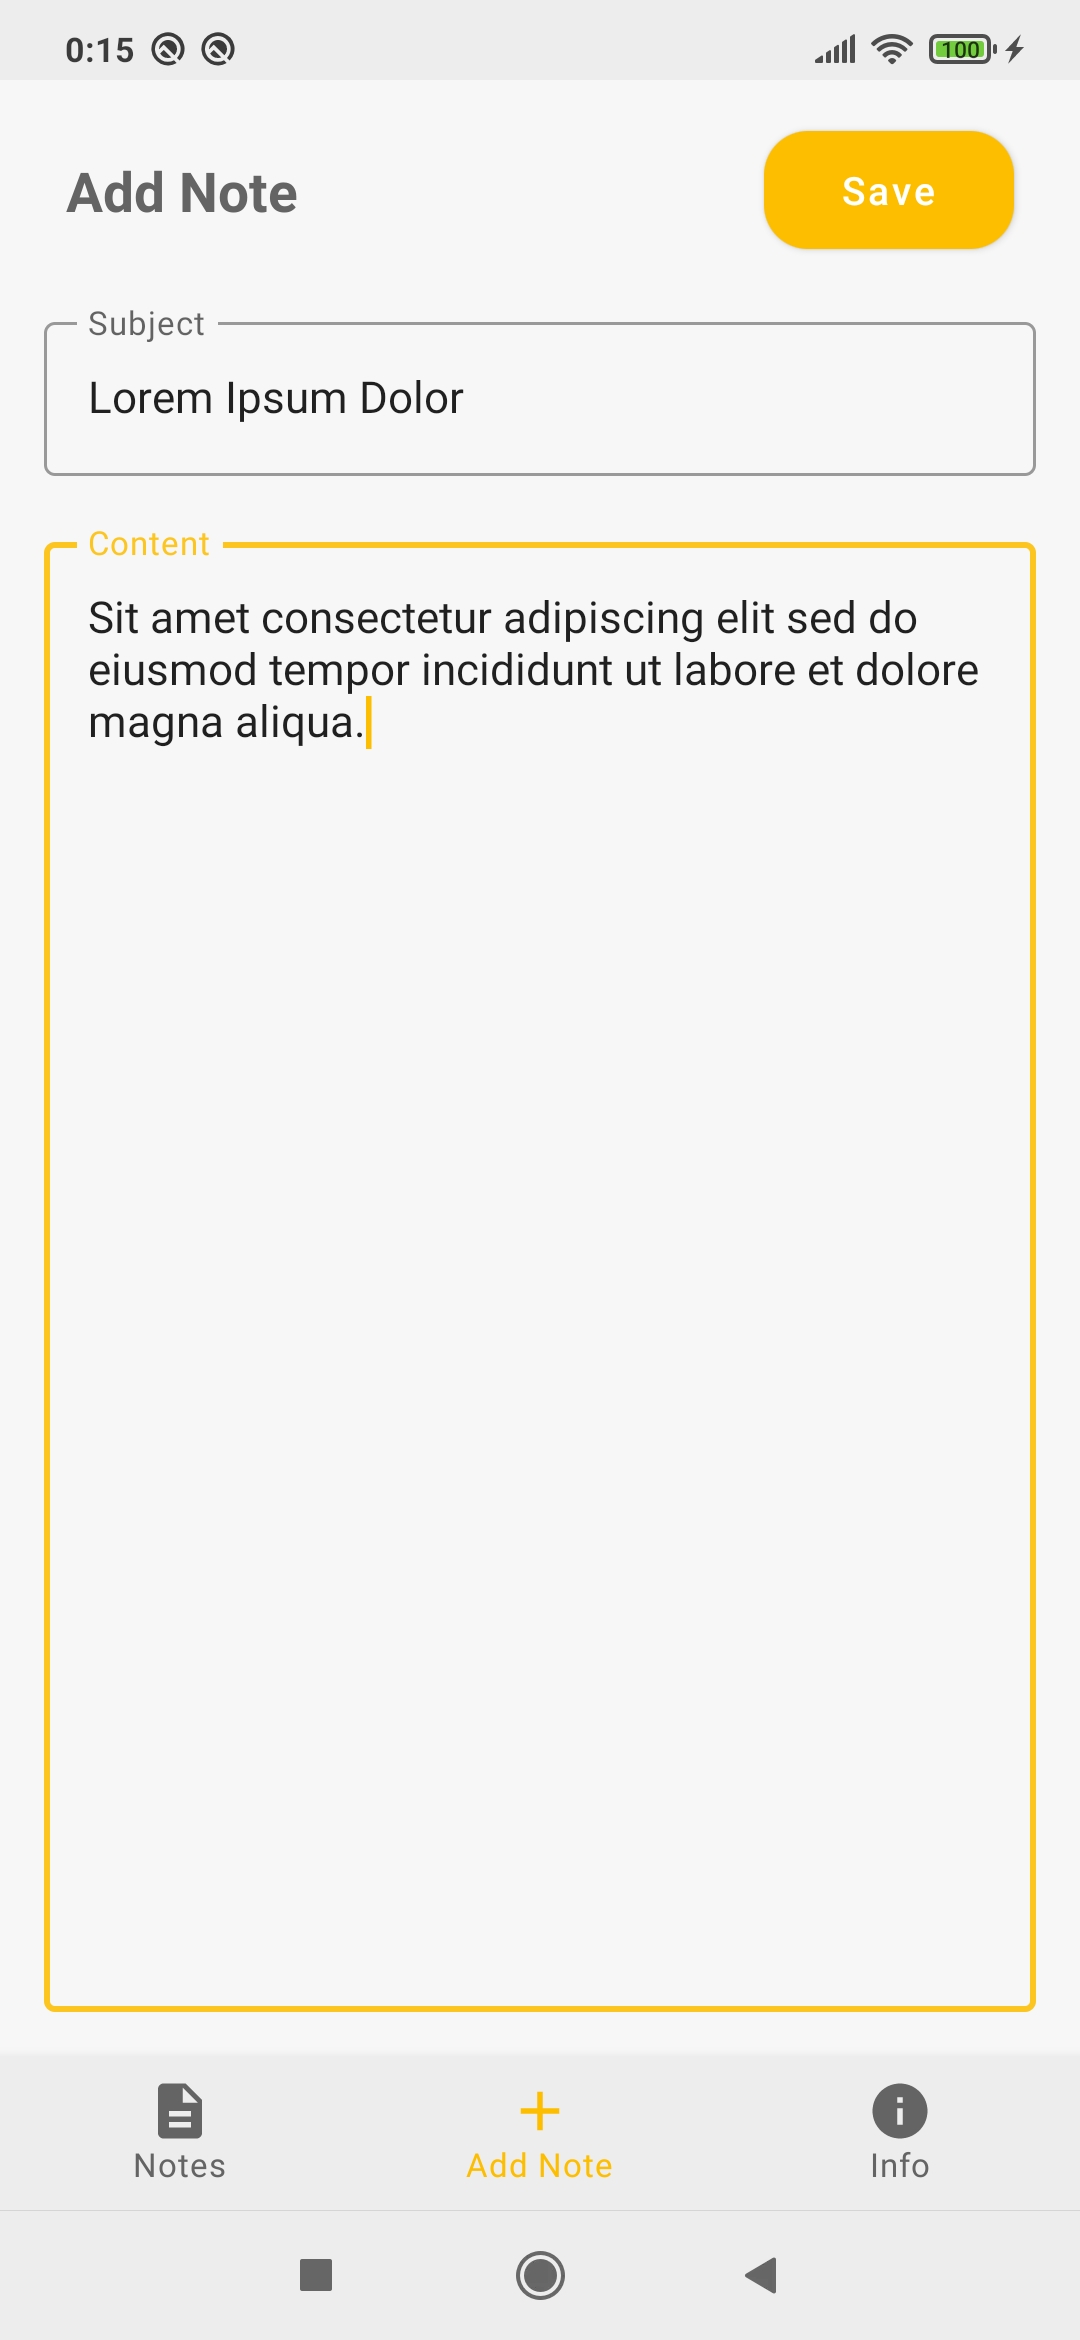 0:15
100
Add Note
Save
Subject
Lorem Ipsum Dolor
Content
Sit amet consectetur adipiscing elit sed do
eiusmod tempor incididunt ut labore et dolore
magna aliqua.
Notes
Add Note
Info